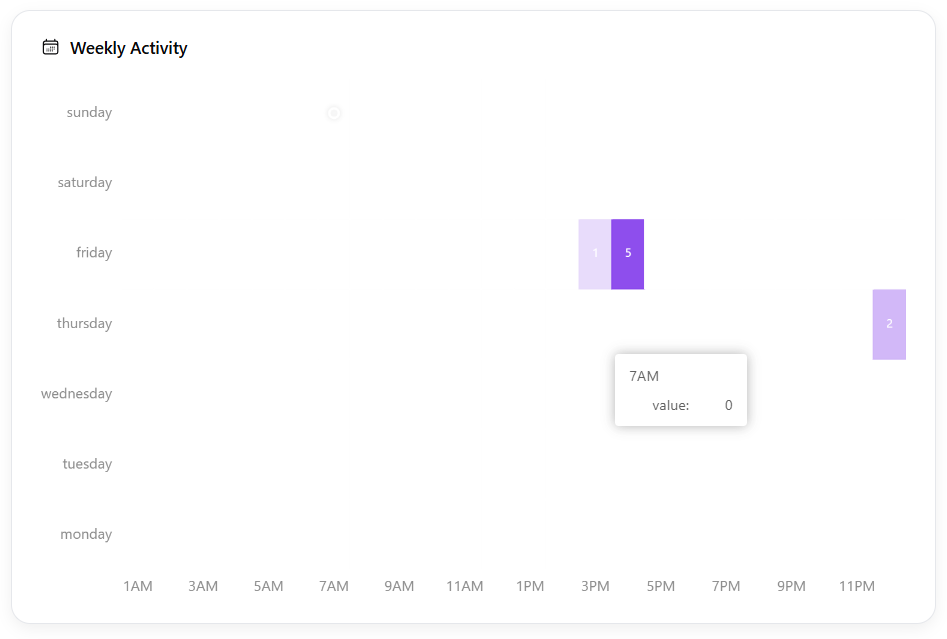 Weekly Activity
sunday
saturday
friday
1
5
thursday
2
7AM
wednesday
value: 0
tuesday
monday
1AM 3AM 5AM 7AM 9AM 11AM 1PM 3PM 5PM 7PM 9PM 11PM